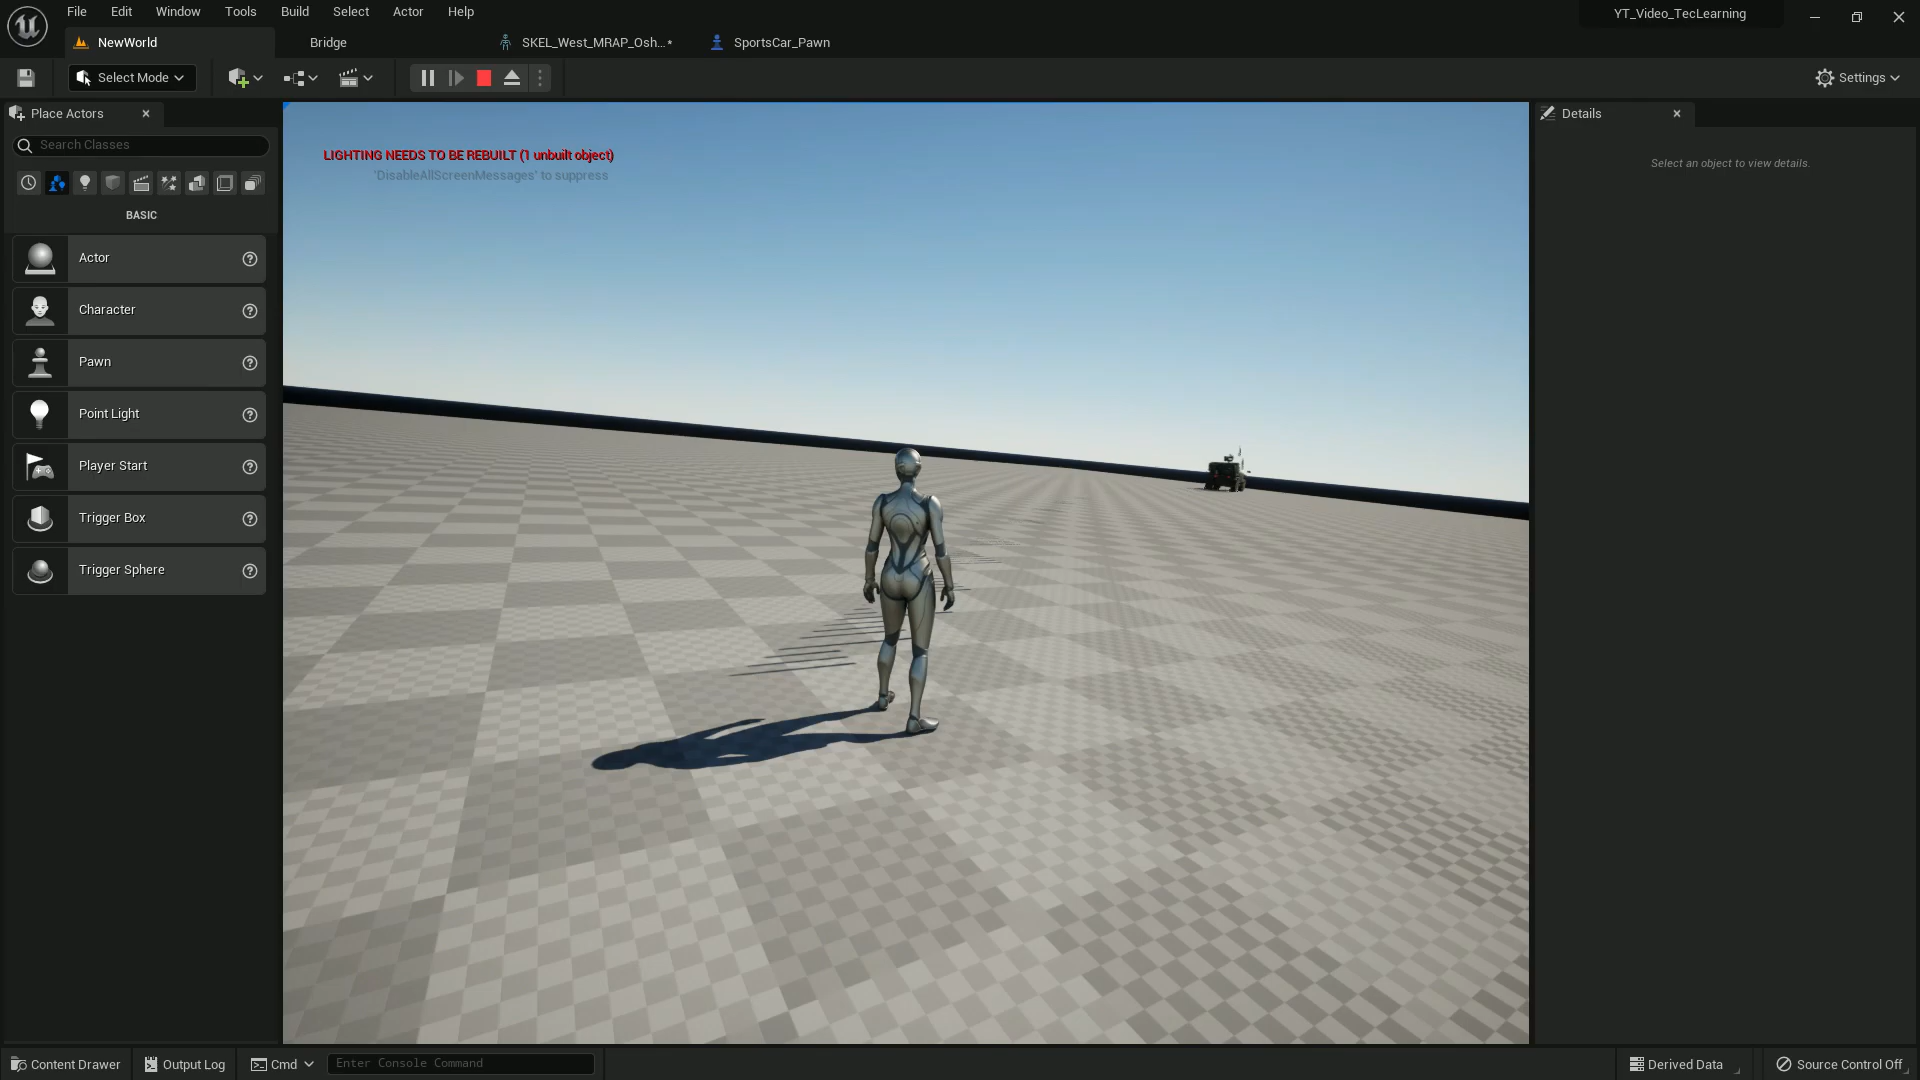 File Edit Window Tools Build Select Actor Help
YT_Video_TecLearning
NewWorld
Bridge
SKEL_West_MRAP_Osh...*
SportsCar_Pawn
Select Mode
Settings
Place Actors
Details
Search Classes
Select an object to view details.
LIGHTING NEEDS TO BE REBUILT (1 unbuilt object)
'DisableAllScreenMessages' to suppress
BASIC
Actor
Character
Pawn
Point Light
Player Start
Trigger Box
Trigger Sphere
Content Drawer
Output Log
Cmd
Enter Console Command
Derived Data
Source Control Off